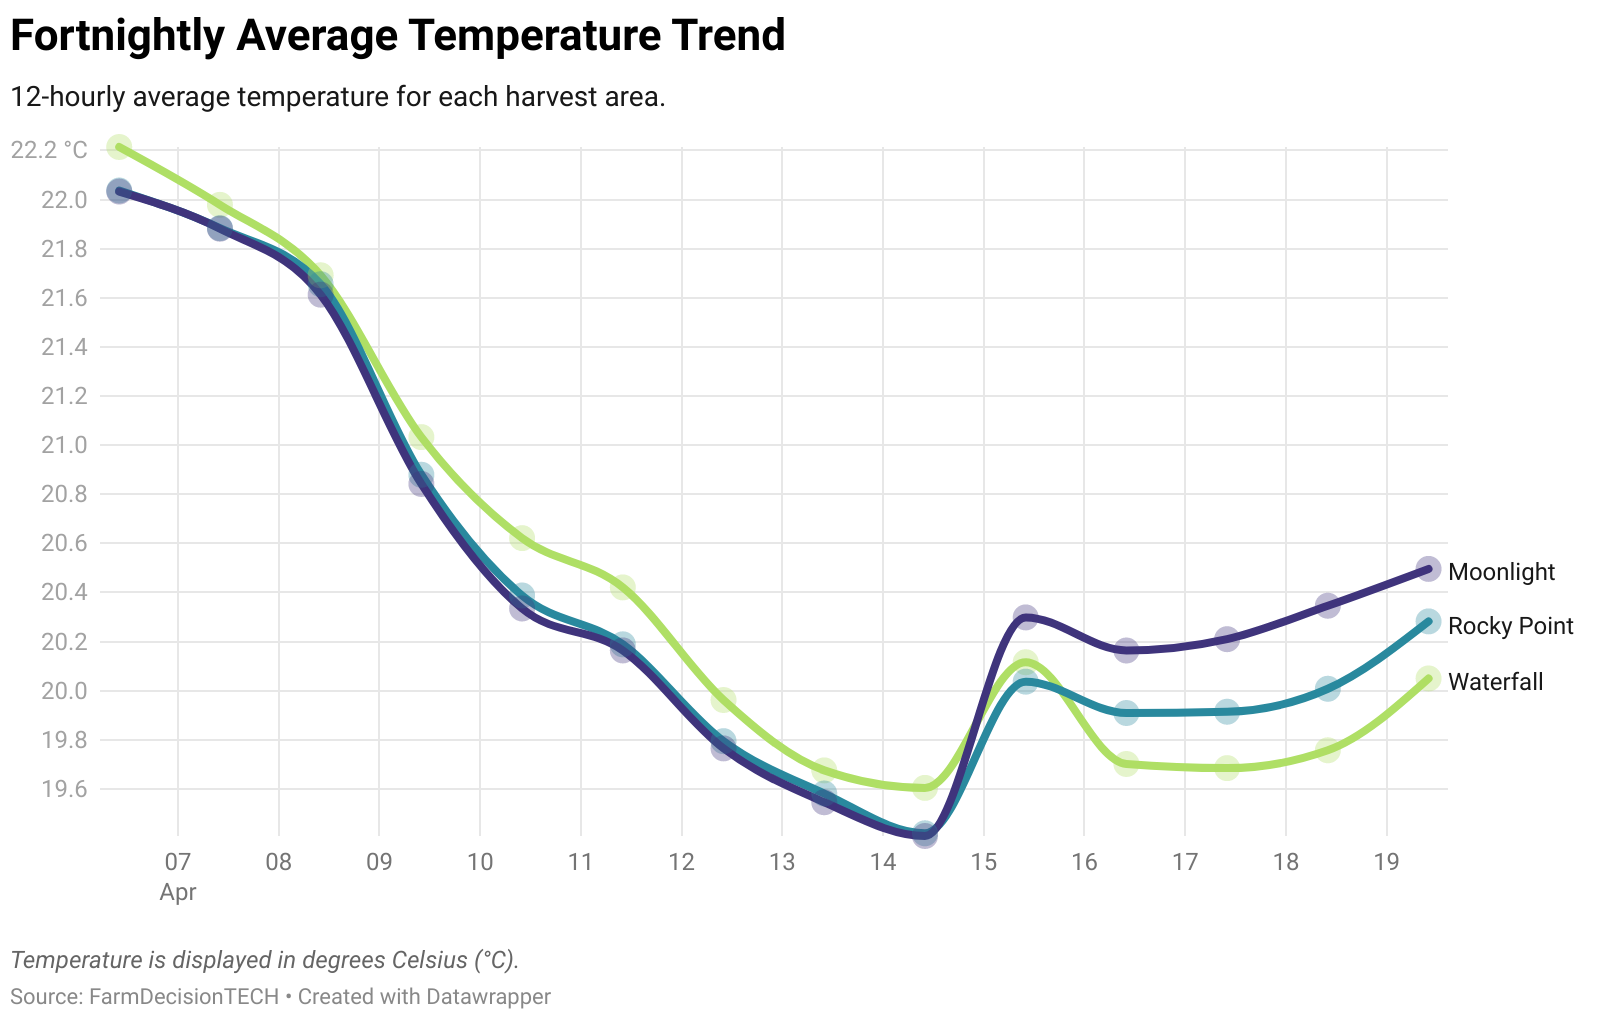 Fortnightly Average Temperature Trend
12-hourly average temperature for each harvest area.
22.2 °C
22.0
21.8
21.6
21.4
21.2
21.0
20.8
20.6
20.4
20.2
20.0
19.8
19.6
Moonlight
Rocky Point
Waterfall
07 08 09 10 11 12 13 14 15 16 17 18 19
Apr
Temperature is displayed in degrees Celsius (°C).
Source: FarmDecisionTECH • Created with Datawrapper